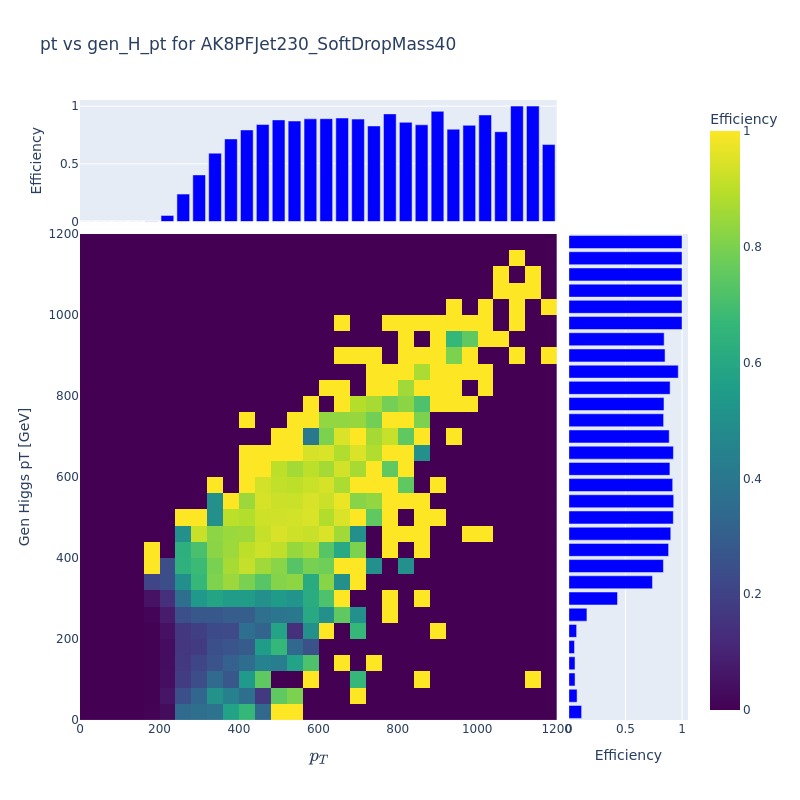 pt vs gen_H_pt for AK8PFJet230_SoftDropMass40
Efficiency
1
0.5
0
Efficiency
1
0.8
0.6
0.4
0.2
0
Gen Higgs pT [GeV]
1200
1000
800
600
400
200
0
0 200 400 600 800 1000 1200
p_T
0 0.5 1
Efficiency